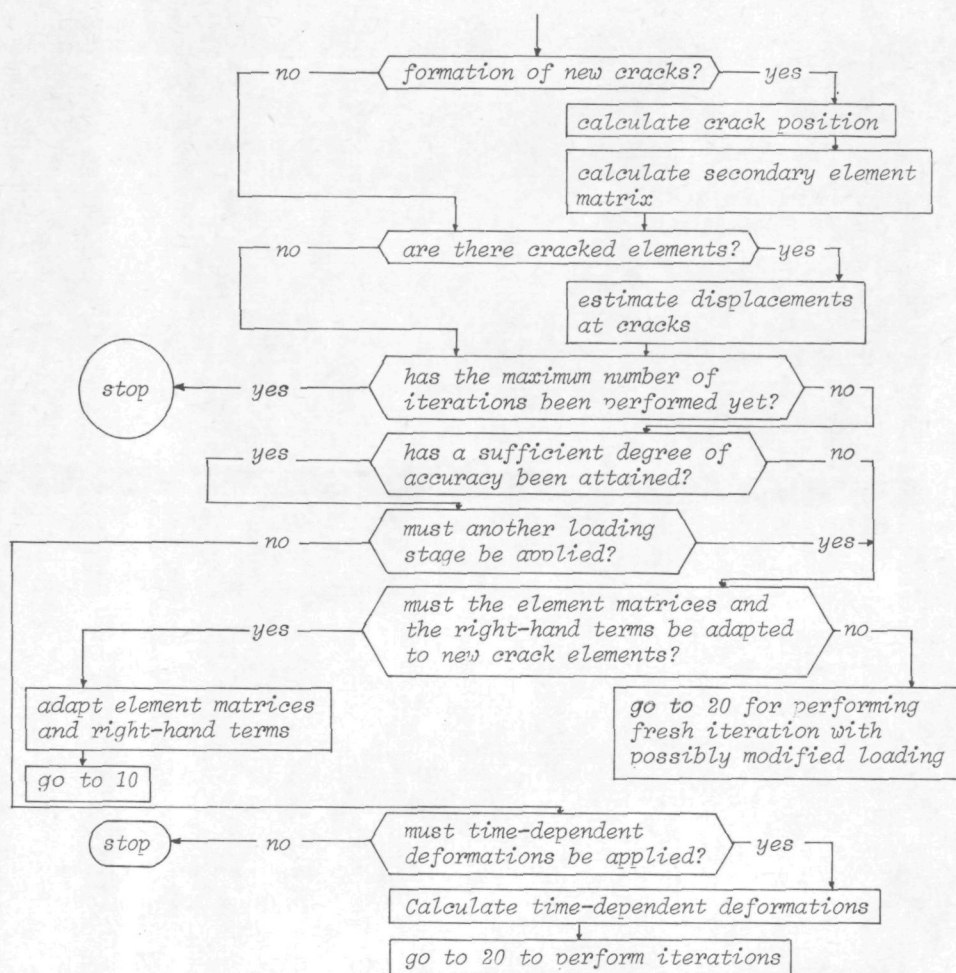 formation of new cracks?
no
yes
calculate crack position
calculate secondary element
matrix
are there cracked elements?
no
yes
estimate displacements
at cracks
stop
yes
has the maximum number of
iterations been performed yet?
no
yes
has a sufficient degree of
accuracy been attained?
no
no
must another loading
stage be applied?
yes
yes
must the element matrices and
the right-hand terms be adapted
to new crack elements?
no
adapt element matrices
and right-hand terms
go to 10
go to 20 for performing
fresh iteration with
possibly modified loading
stop
no
must time-dependent
deformations be applied?
yes
Calculate time-dependent deformations
go to 20 to perform iterations